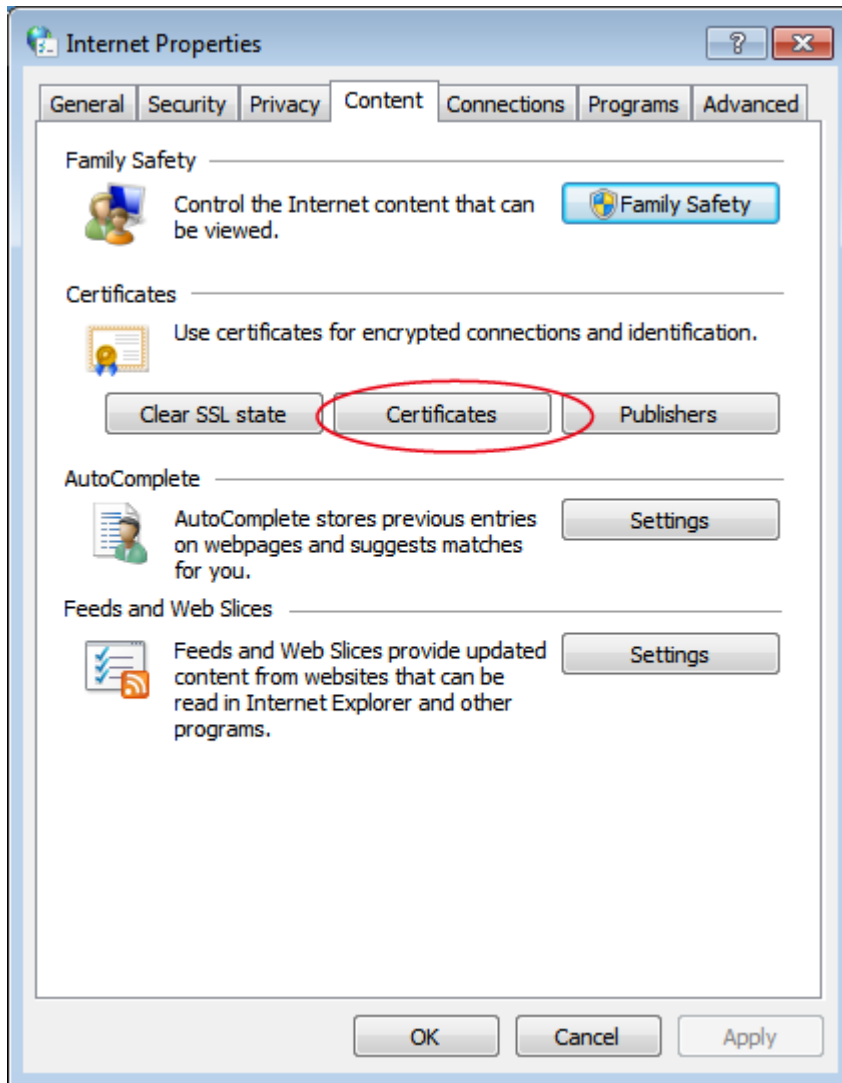 Internet Properties
General Security Privacy Content Connections Programs Advanced
Family Safety
Control the Internet content that can
be viewed.
Family Safety
Certificates
Use certificates for encrypted connections and identification.
Clear SSL state Certificates Publishers
AutoComplete
AutoComplete stores previous entries
on webpages and suggests matches
for you.
Settings
Feeds and Web Slices
Feeds and Web Slices provide updated
content from websites that can be
read in Internet Explorer and other
programs.
Settings
OK Cancel Apply